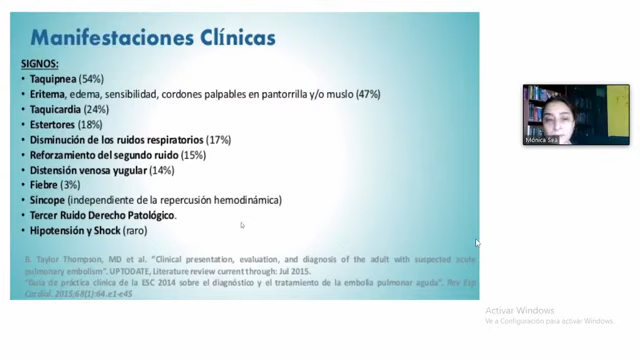 Manifestaciones Clínicas
SIGNOS:
• Taquipnea (54%)
• Eritema, edema, sensibilidad, cordones palpables en pantorrilla y/o muslo (47%)
• Taquicardia (24%)
• Estertores (18%)
• Disminución de los ruidos respiratorios (17%)
• Reforzamiento del segundo ruido (15%)
• Distensión venosa yugular (14%)
• Fiebre (3%)
• Síncope (independiente de la repercusión hemodinámica)
• Tercer Ruido Derecho Patológico.
• Hipotensión y Shock (raro)
B. Taylor Thompson, MD et al. "Clinical presentation, evaluation, and diagnosis of the adult with suspected acute
pulmonary embolism". UPTODATE, Literature review current through: Jul 2015.
"Guía de práctica clínica de la ESC 2014 sobre el diagnóstico y el tratamiento de la embolia pulmonar aguda". Rev Esp
Cardiol. 2015;68(1):64.e1-e45
Mónica Sea
Activar Windows
Ve a Configuración para activar Windows.